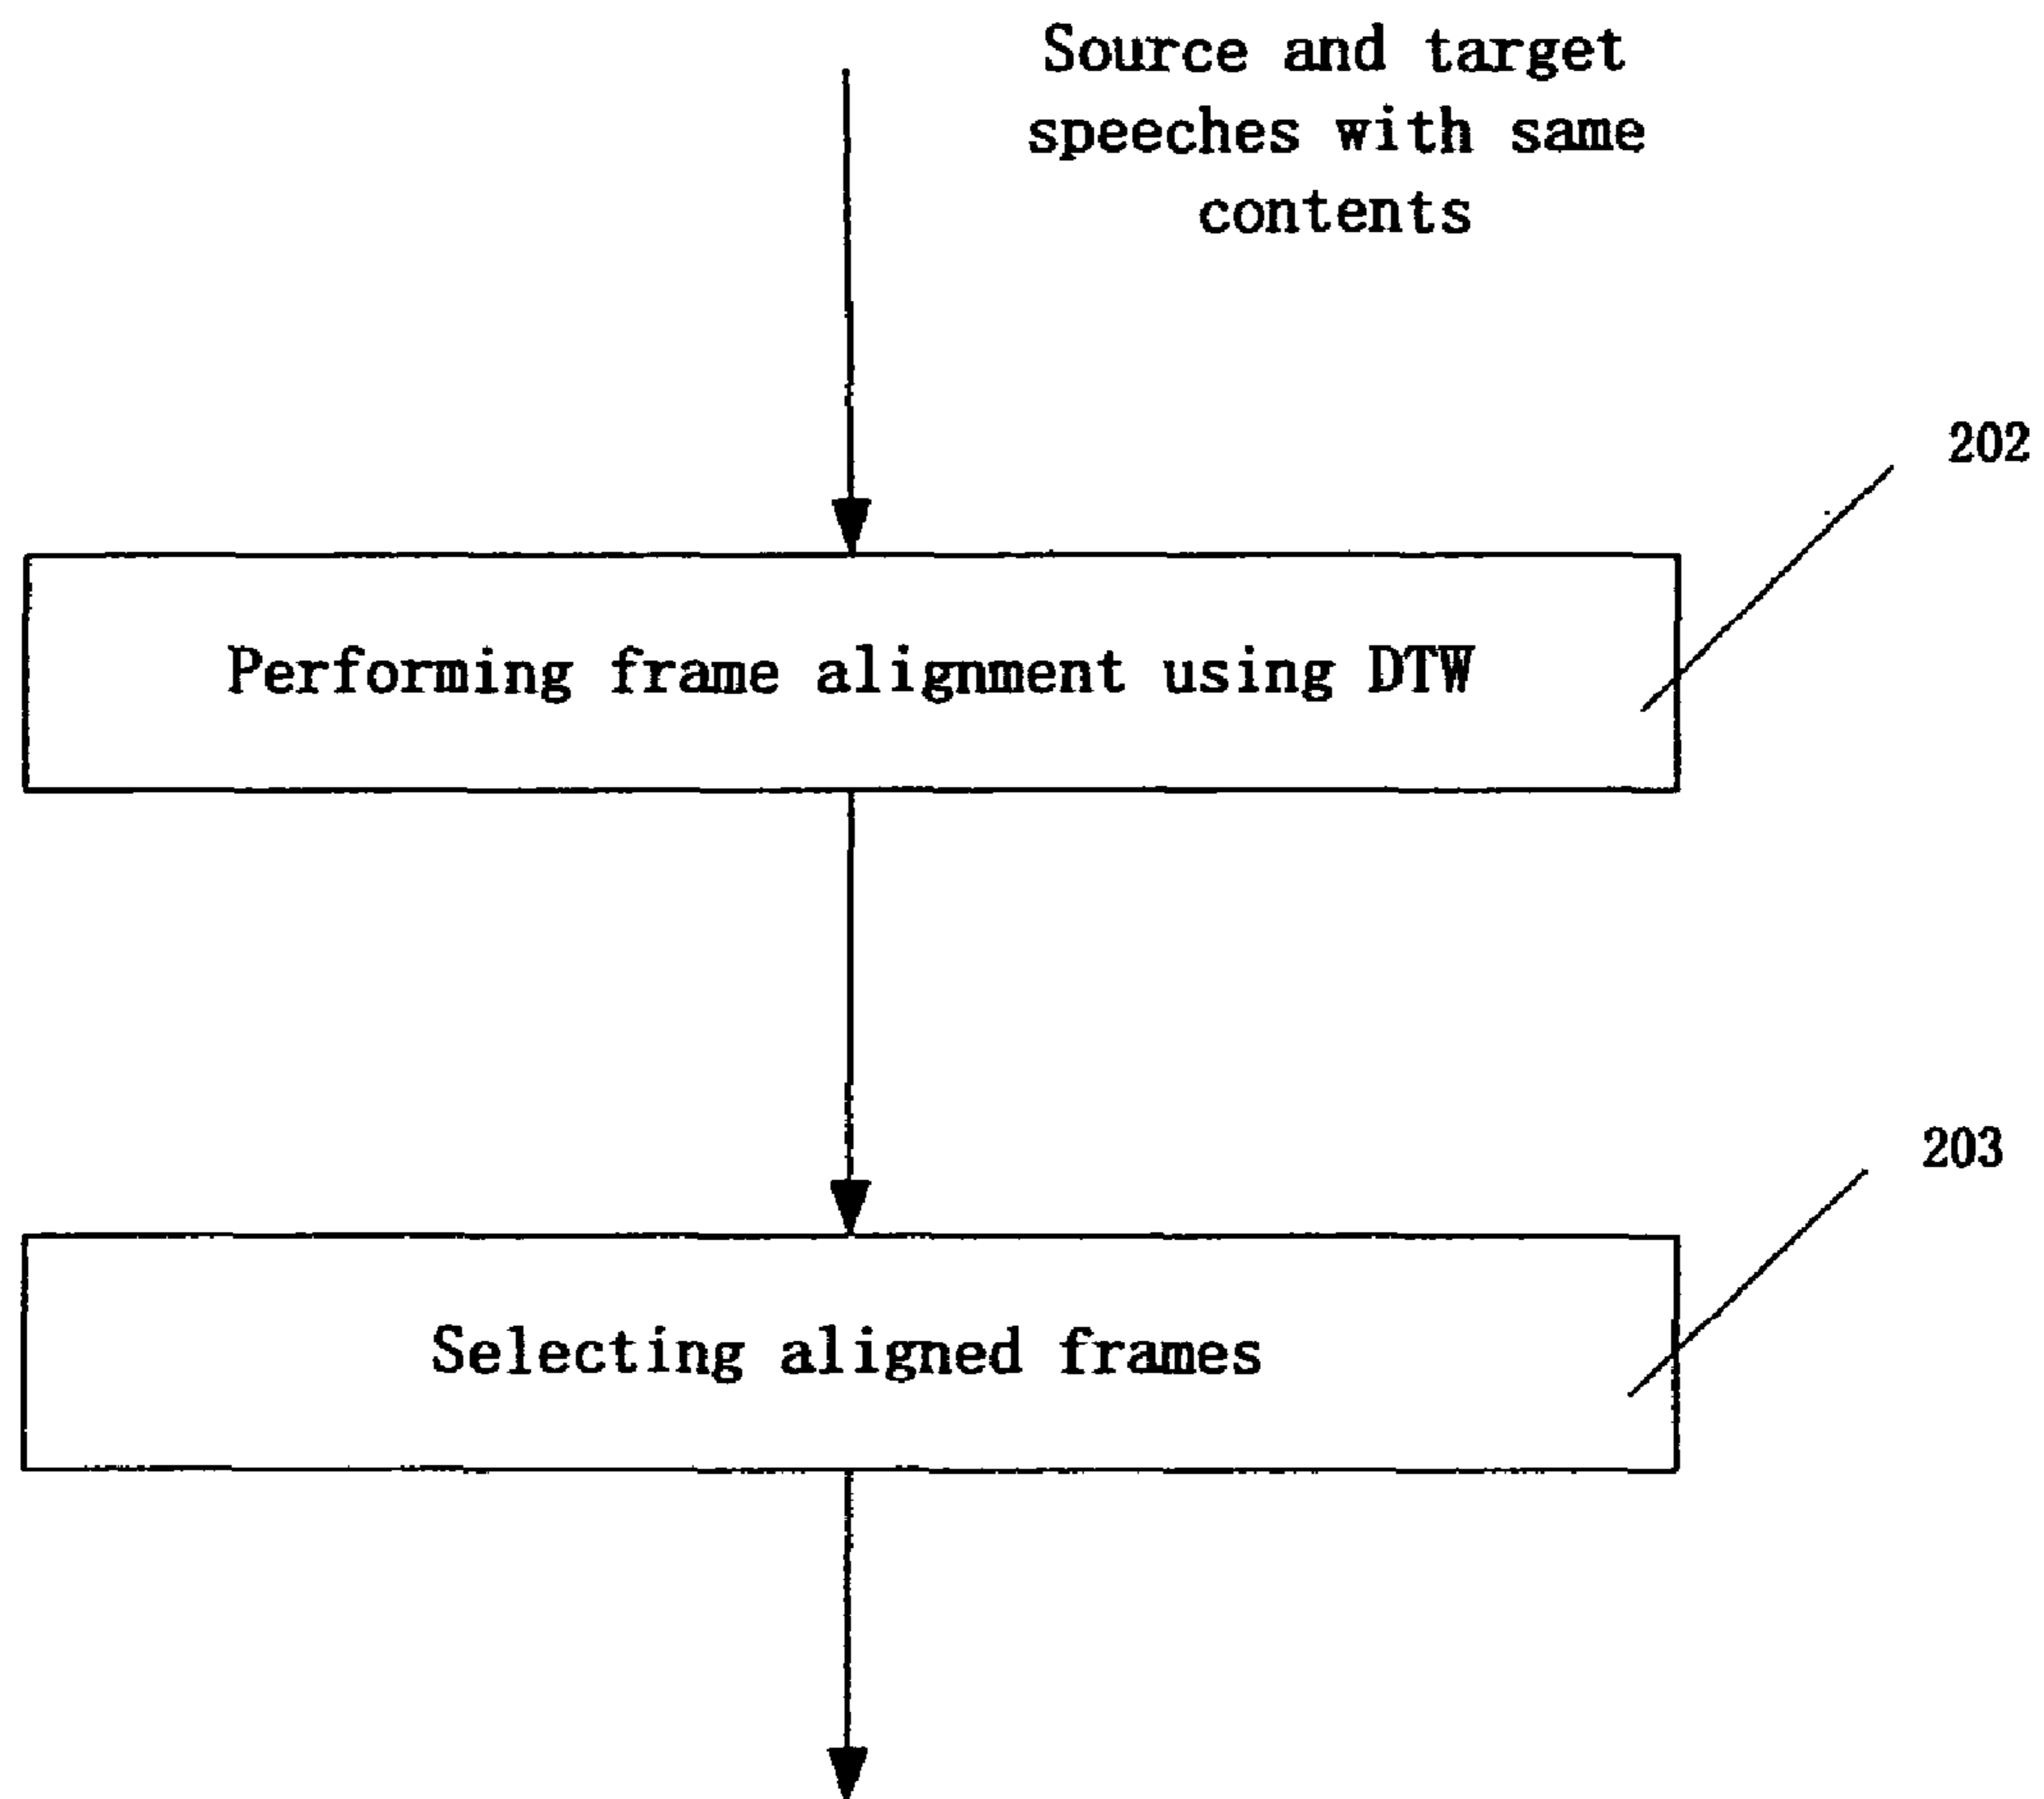 Source and target
speeches with same
contents
202
Performing frame alignment using DTW
203
Selecting aligned frames